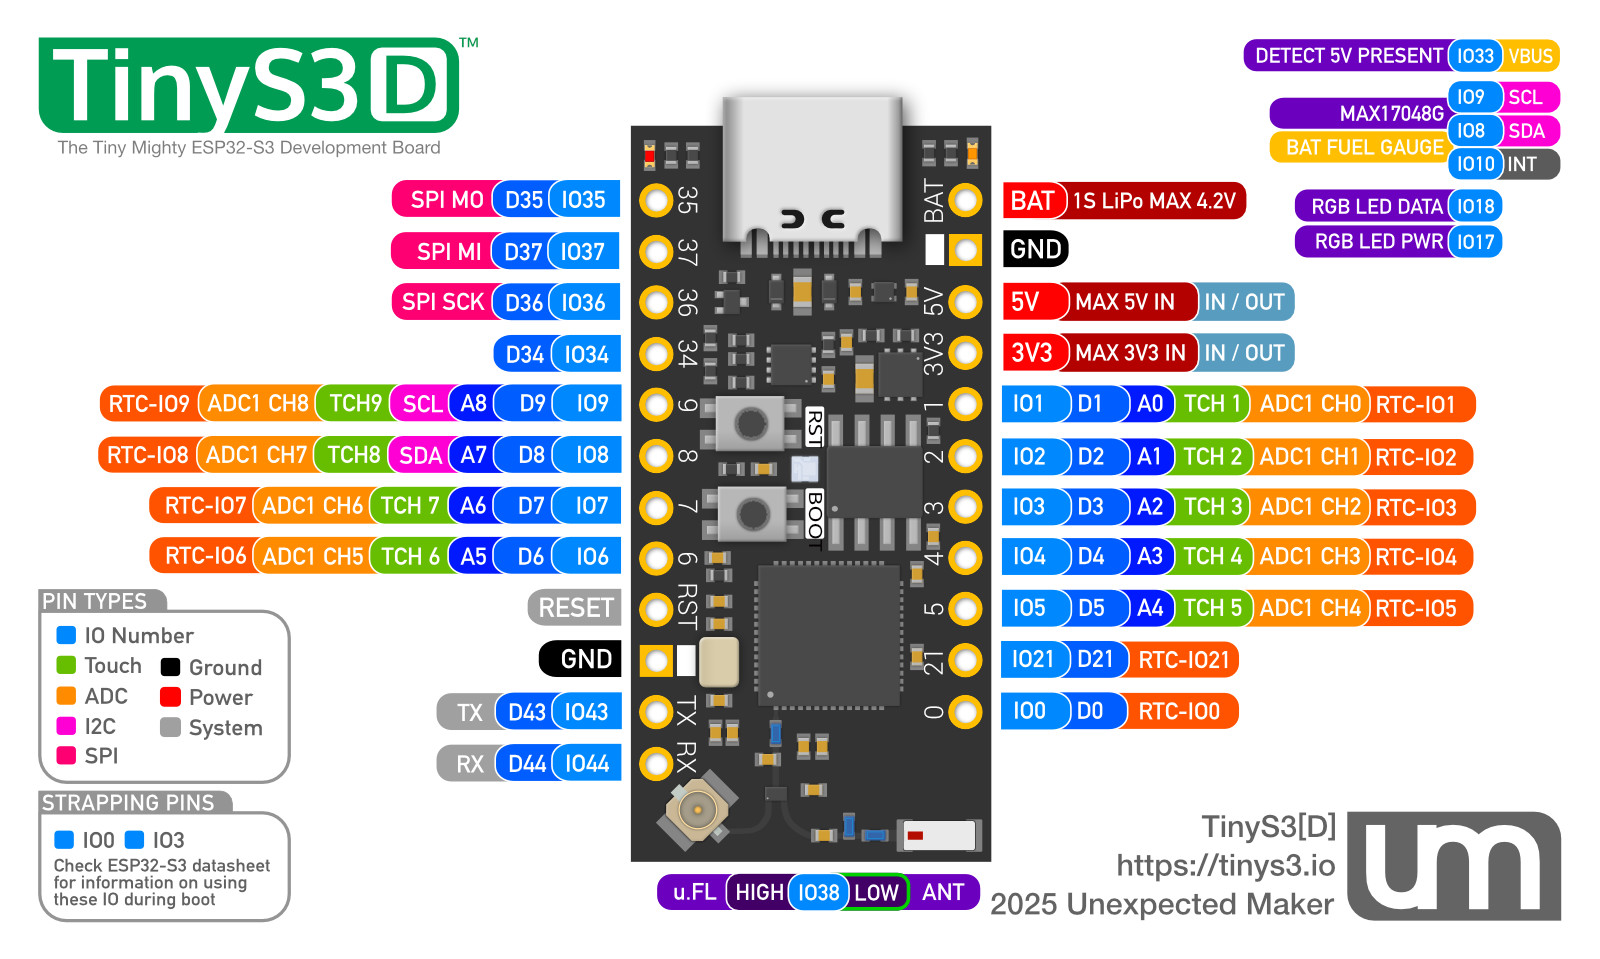 TinyS3[D]™
The Tiny Mighty ESP32-S3 Development Board
DETECT 5V PRESENT IO33 VBUS
MAX17048G
BAT FUEL GAUGE
IO9 SCL
IO8 SDA
IO10 INT
RGB LED DATA IO18
RGB LED PWR IO17
SPI MO D35 IO35
SPI MI D37 IO37
SPI SCK D36 IO36
D34 IO34
RTC-IO9 ADC1 CH8 TCH9 SCL A8 D9 IO9
RTC-IO8 ADC1 CH7 TCH8 SDA A7 D8 IO8
RTC-IO7 ADC1 CH6 TCH 7 A6 D7 IO7
RTC-IO6 ADC1 CH5 TCH 6 A5 D6 IO6
RESET
GND
TX D43 IO43
RX D44 IO44
35
37
36
34
9
8
7
6
RST
TX
RX
RST
BOOT
BAT
5V
3V3
1
2
3
4
5
21
0
BAT 1S LiPo MAX 4.2V
GND
5V MAX 5V IN IN / OUT
3V3 MAX 3V3 IN IN / OUT
IO1 D1 A0 TCH 1 ADC1 CH0 RTC-IO1
IO2 D2 A1 TCH 2 ADC1 CH1 RTC-IO2
IO3 D3 A2 TCH 3 ADC1 CH2 RTC-IO3
IO4 D4 A3 TCH 4 ADC1 CH3 RTC-IO4
IO5 D5 A4 TCH 5 ADC1 CH4 RTC-IO5
IO21 D21 RTC-IO21
IO0 D0 RTC-IO0
PIN TYPES
IO Number
Touch
Ground
ADC
Power
I2C
System
SPI
STRAPPING PINS
IO0 IO3
Check ESP32-S3 datasheet
for information on using
these IO during boot
u.FL HIGH IO38 LOW ANT
TinyS3[D]
https://tinys3.io
2025 Unexpected Maker
um